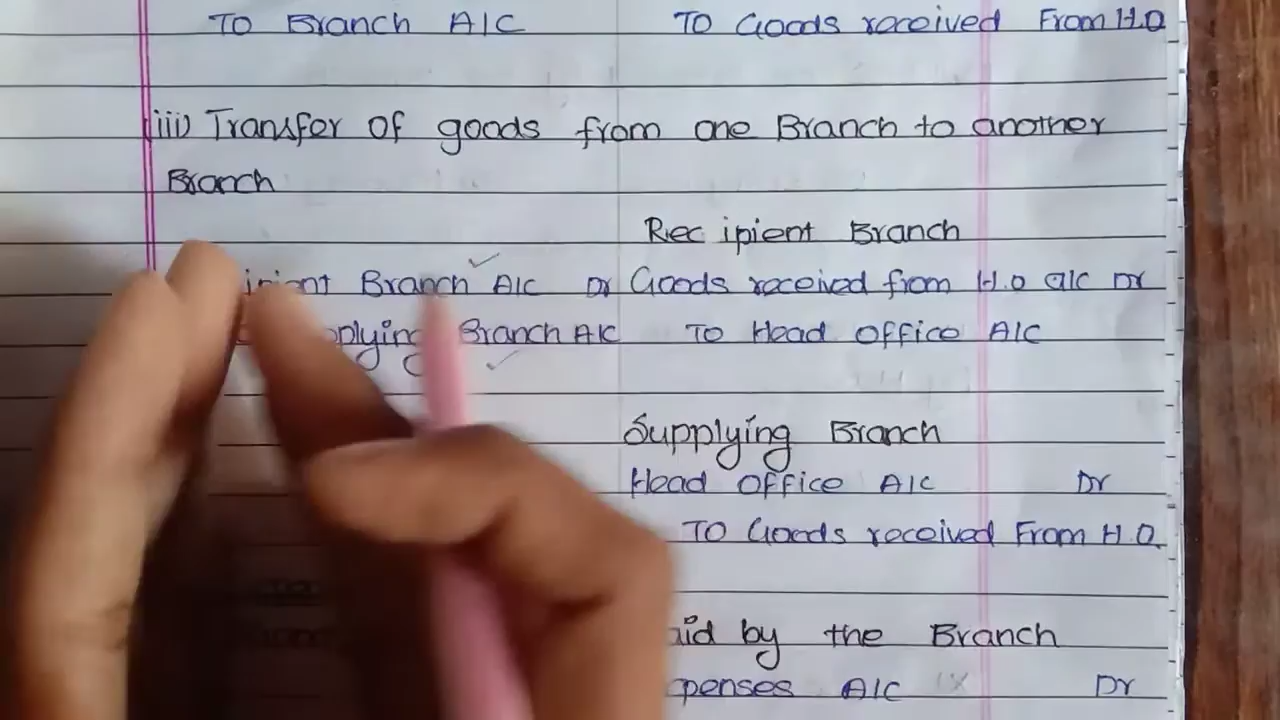 TO Branch A/C TO Goods received From H.O
(iii) Transfer of goods from one Branch to another
Branch
Recipient Branch
Branch A/C Dr Goods received from H.O a/c Dr
Branch A/C TO Head Office A/C
Supplying Branch
Head Office A/C Dr
TO Goods received From H.O.
by the Branch
A/C Dr